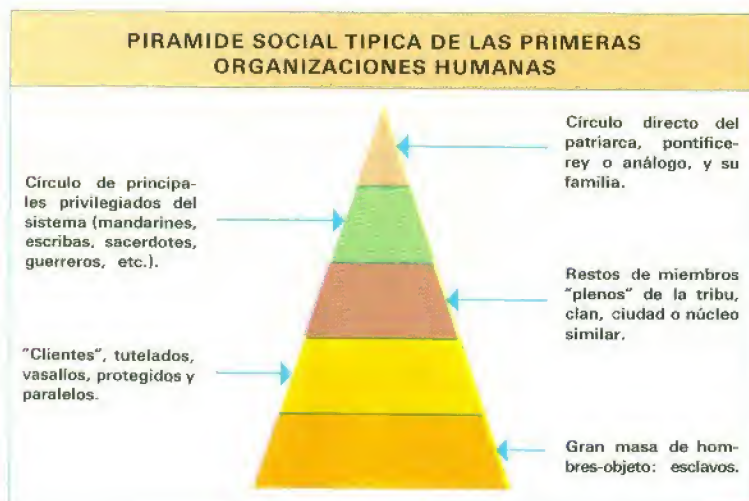 PIRAMIDE SOCIAL TIPICA DE LAS PRIMERAS
ORGANIZACIONES HUMANAS
Círculo directo del
patriarca, pontífice-
rey o análogo, y su
familia.
Círculo de principa-
les privilegiados del
sistema (mandarines,
escribas, sacerdotes,
guerreros, etc.).
Restos de miembros
"plenos" de la tribu,
clan, ciudad o núcleo
similar.
"Clientes", tutelados,
vasallos, protegidos y
paralelos.
Gran masa de hom-
bres-objeto: esclavos.